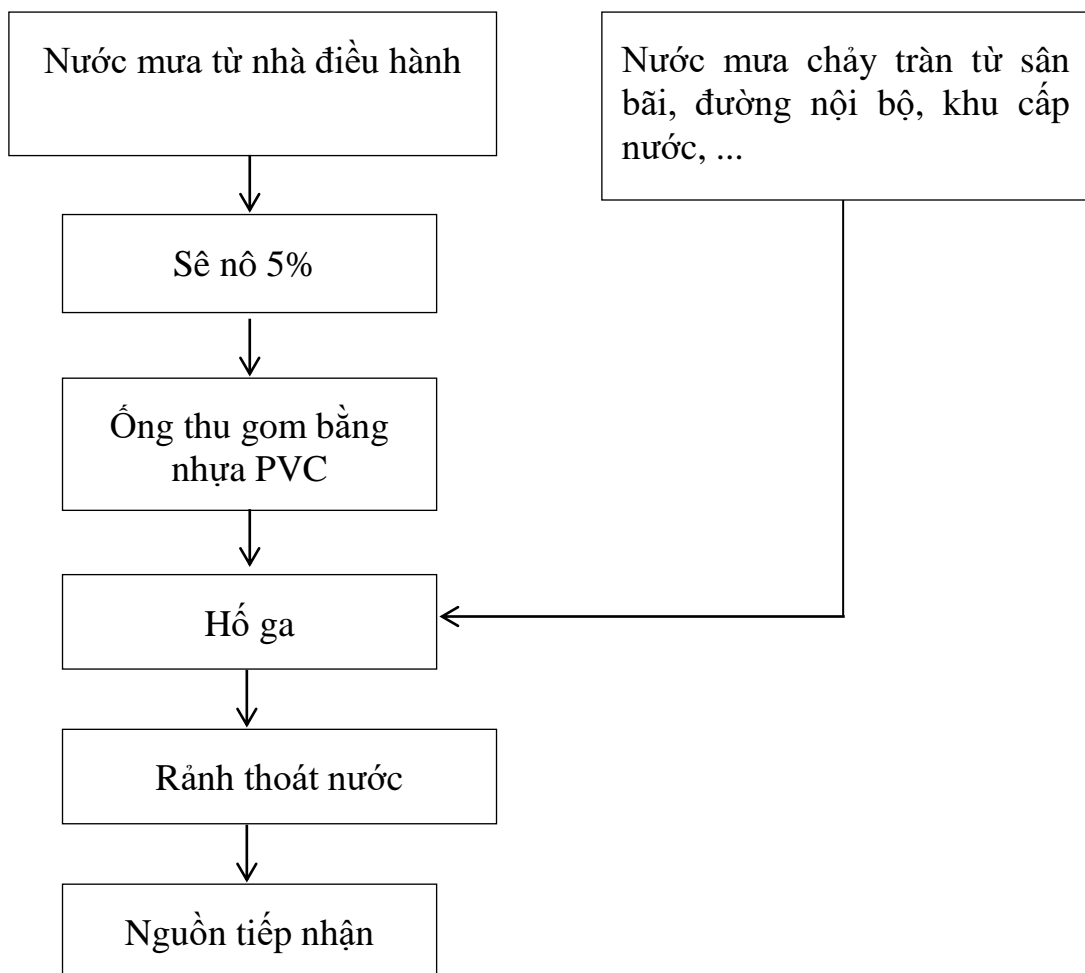 Nước mưa từ nhà điều hành
Nước mưa chảy tràn từ sân
bãi, đường nội bộ, khu cấp
nước, ...
Sê nô 5%
Ống thu gom bằng
nhựa PVC
Hố ga
Rảnh thoát nước
Nguồn tiếp nhận